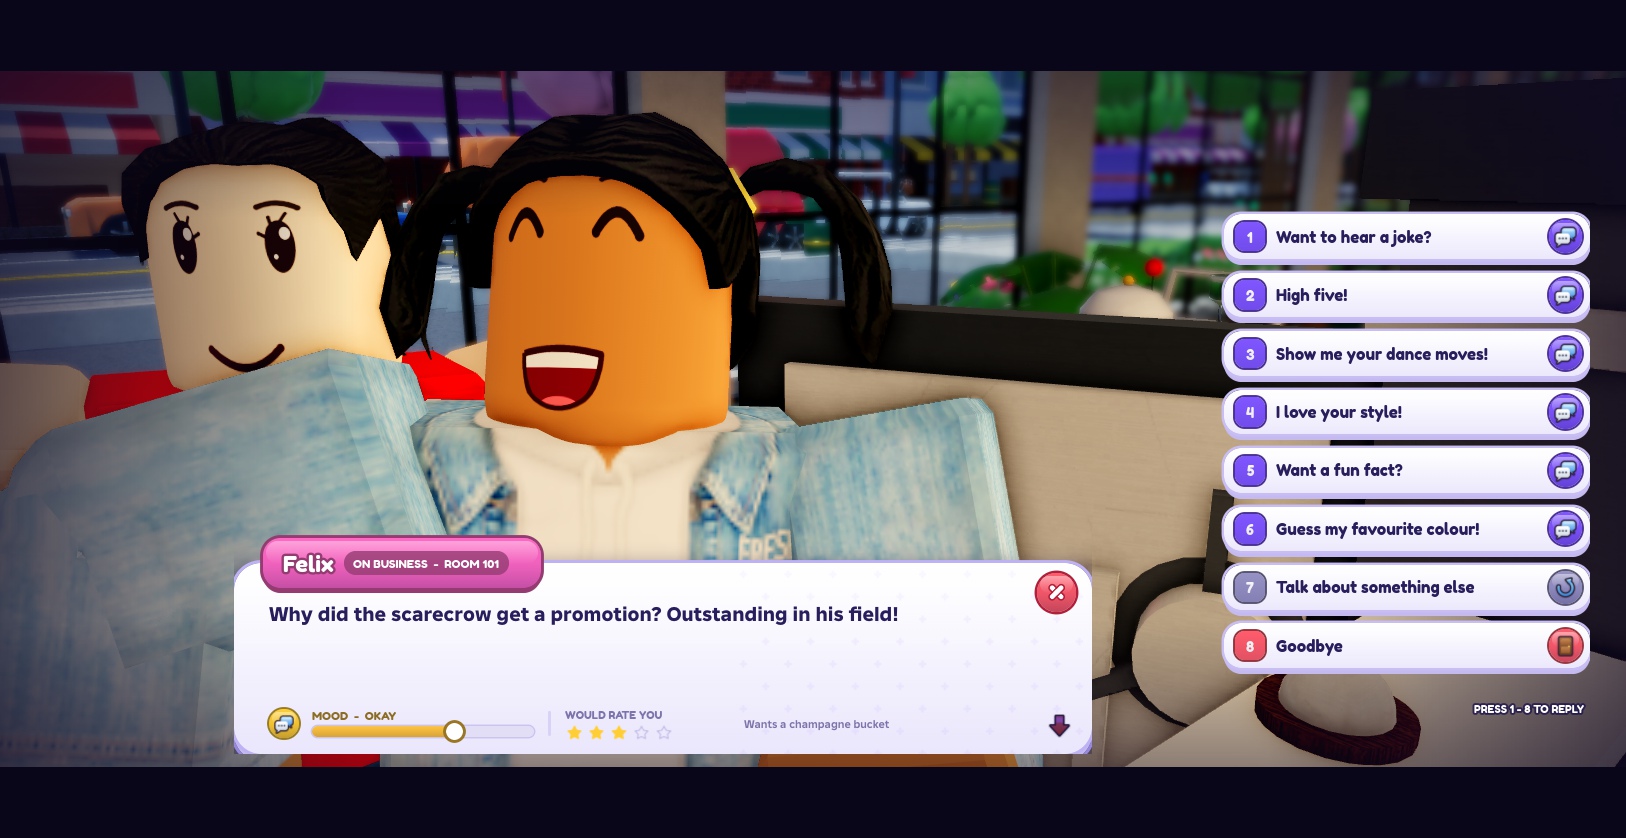 Felix
ON BUSINESS - ROOM 101
Why did the scarecrow get a promotion? Outstanding in his field!
MOOD - OKAY
WOULD RATE YOU
Wants a champagne bucket
1 Want to hear a joke?
2 High five!
3 Show me your dance moves!
4 I love your style!
5 Want a fun fact?
6 Guess my favourite colour!
7 Talk about something else
8 Goodbye
PRESS 1 - 8 TO REPLY